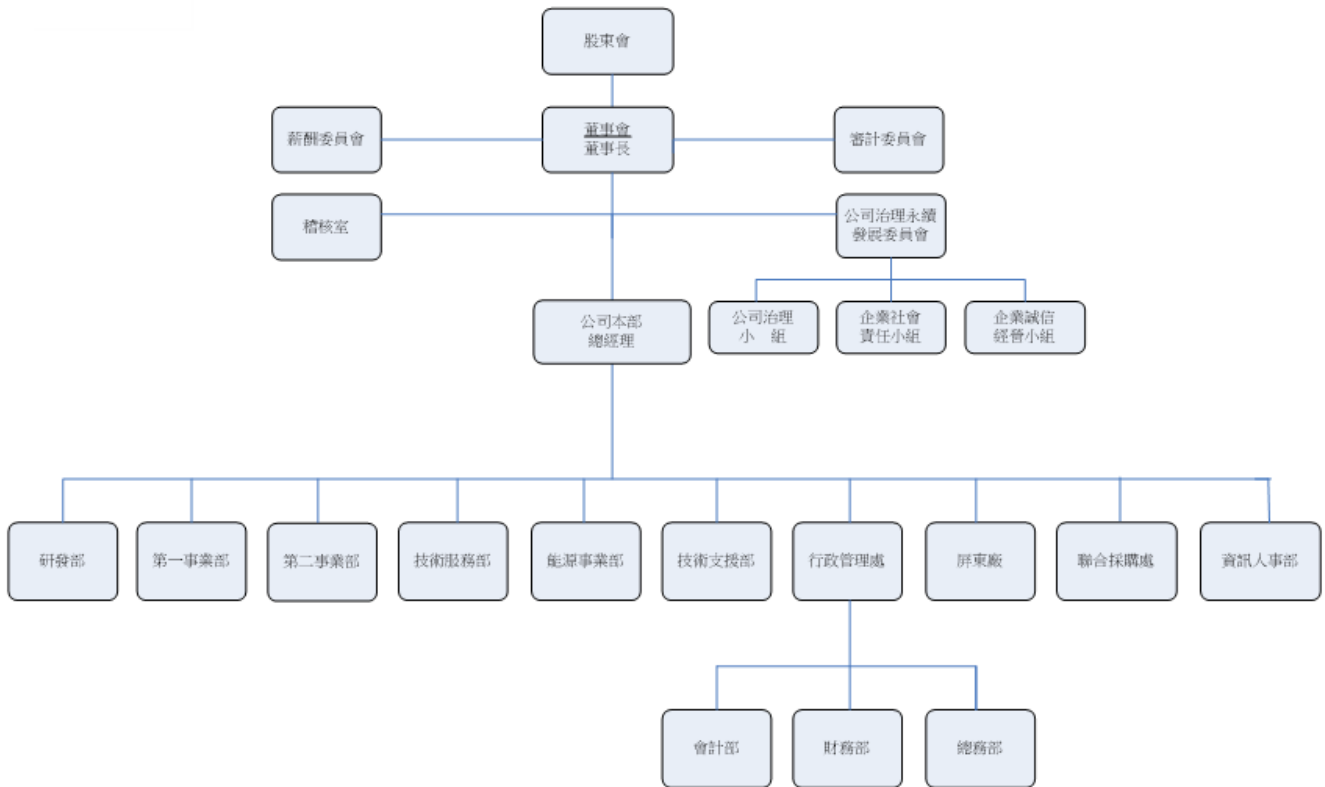 股東會
薪酬委員會
董事會
董事長
審計委員會
稽核室
公司治理永續
發展委員會
公司本部
總經理
公司治理
小　組
企業社會
責任小組
企業誠信
經營小組
研發部
第一事業部
第二事業部
技術服務部
能源事業部
技術支援部
行政管理處
屏東廠
聯合採購處
資訊人事部
會計部
財務部
總務部